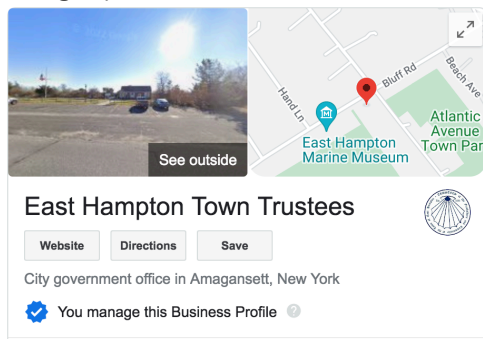 See outside
Bluff Rd
Beach Ave
Hand Ln
Atlantic
Avenue
Town Par
East Hampton
Marine Museum
East Hampton Town Trustees
Website
Directions
Save
City government office in Amagansett, New York
You manage this Business Profile
?